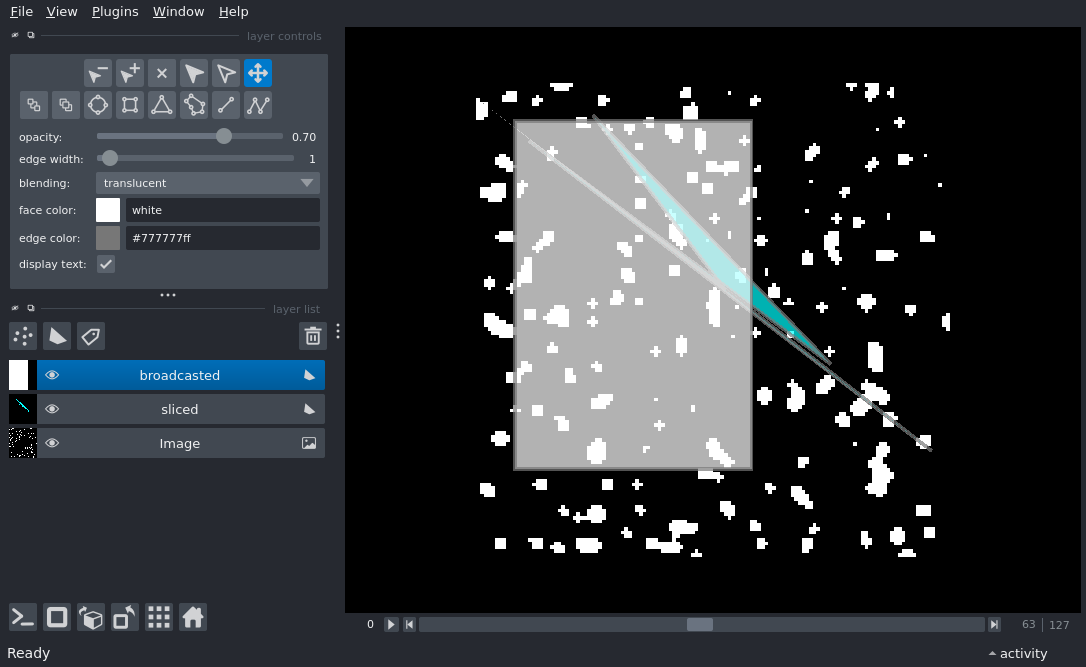 File View Plugins Window Help
layer controls
opacity: 0.70
edge width: 1
blending: translucent
face color: white
edge color: #777777ff
display text:
layer list
broadcasted
sliced
Image
0 63 127
Ready activity